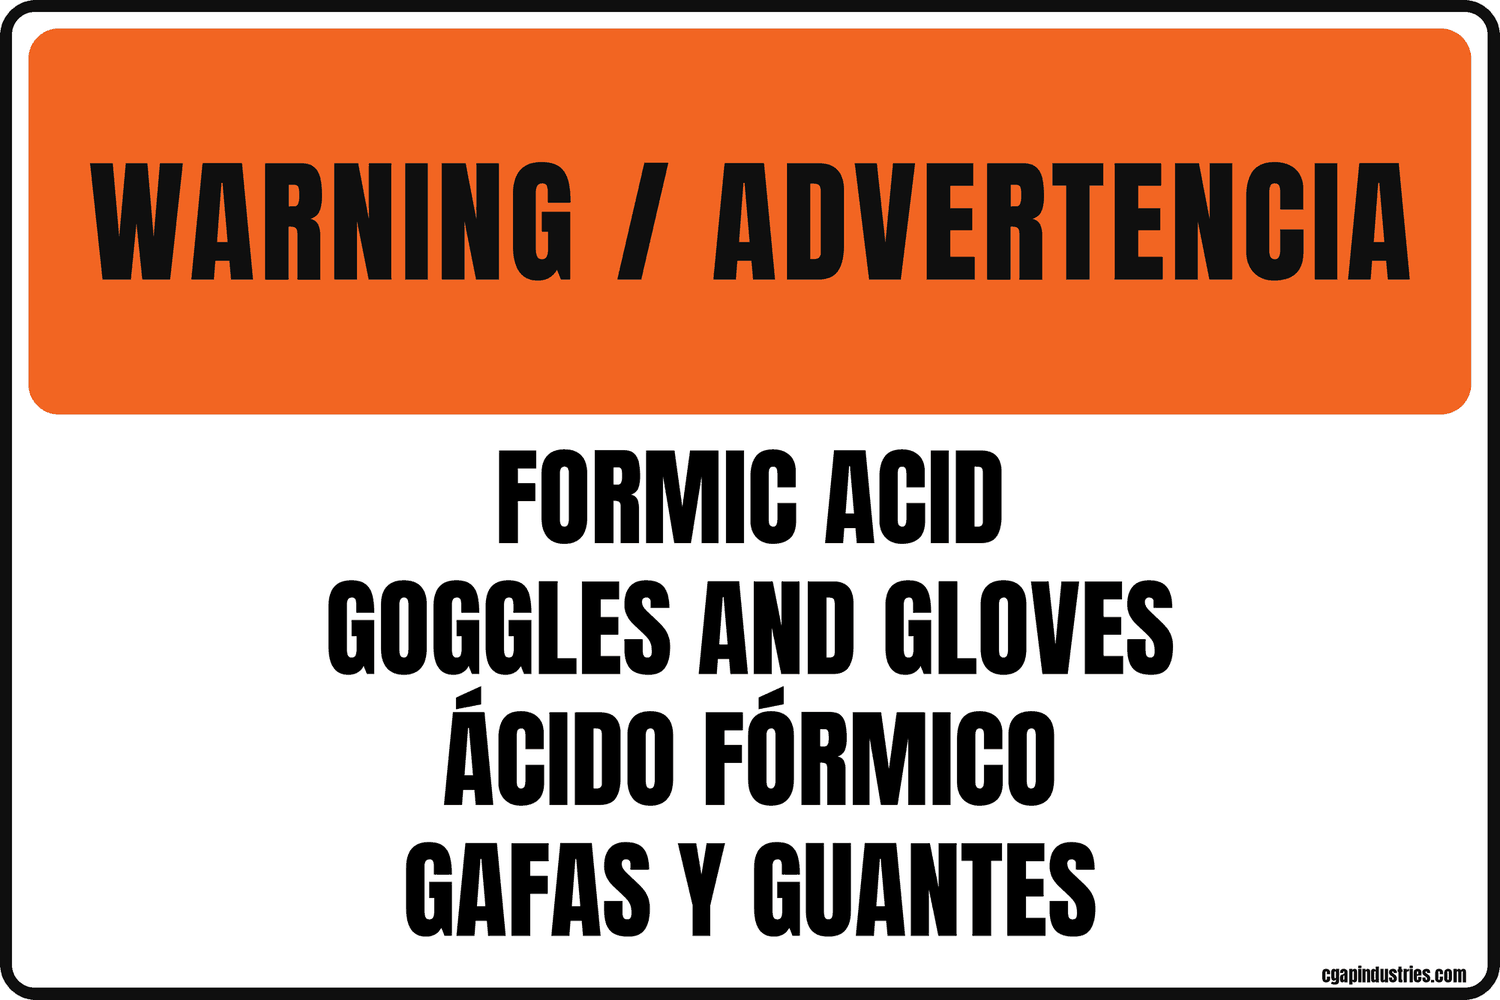 WARNING / ADVERTENCIA
FORMIC ACID
GOGGLES AND GLOVES
ÁCIDO FÓRMICO
GAFAS Y GUANTES
cgapindustries.com